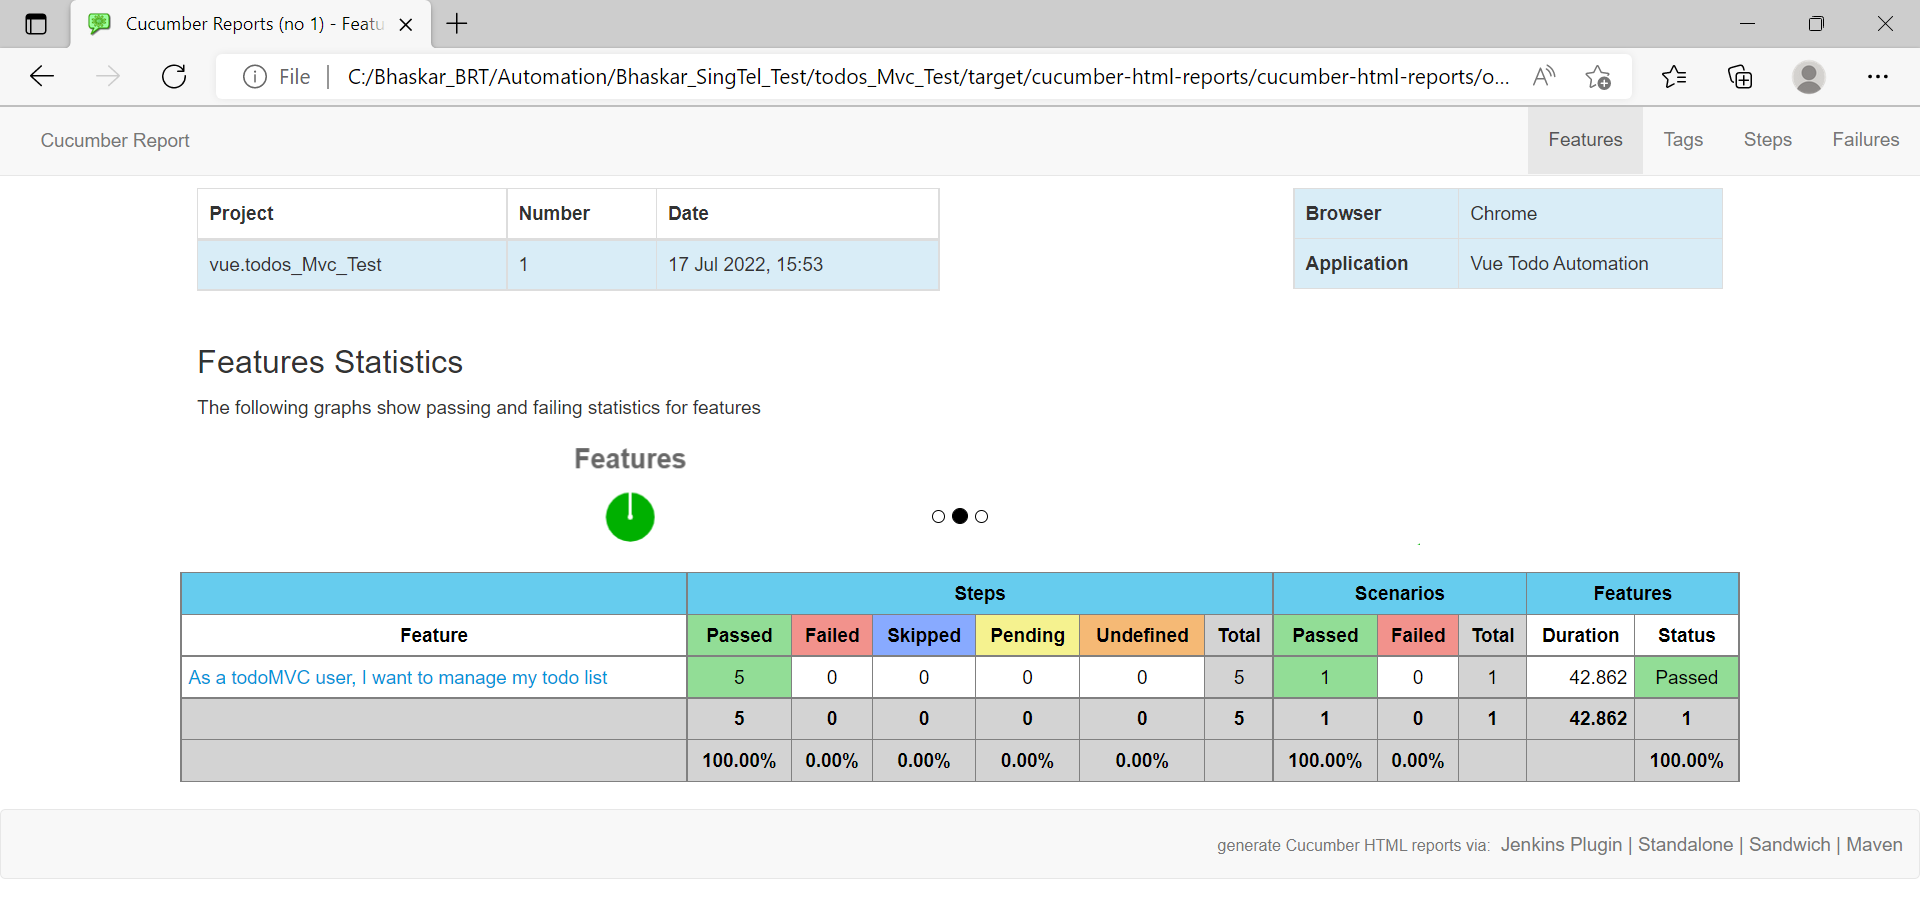 Cucumber Reports (no 1) - Featu
File | C:/Bhaskar_BRT/Automation/Bhaskar_SingTel_Test/todos_Mvc_Test/target/cucumber-html-reports/cucumber-html-reports/o...
Cucumber Report Features Tags Steps Failures
Project Number Date Browser Chrome
vue.todos_Mvc_Test 1 17 Jul 2022, 15:53 Application Vue Todo Automation
Features Statistics
The following graphs show passing and failing statistics for features
Features
Steps Scenarios Features
Feature Passed Failed Skipped Pending Undefined Total Passed Failed Total Duration Status
As a todoMVC user, I want to manage my todo list 5 0 0 0 0 5 1 0 1 42.862 Passed
5 0 0 0 0 5 1 0 1 42.862 1
100.00% 0.00% 0.00% 0.00% 0.00% 100.00% 0.00% 100.00%
generate Cucumber HTML reports via: Jenkins Plugin | Standalone | Sandwich | Maven